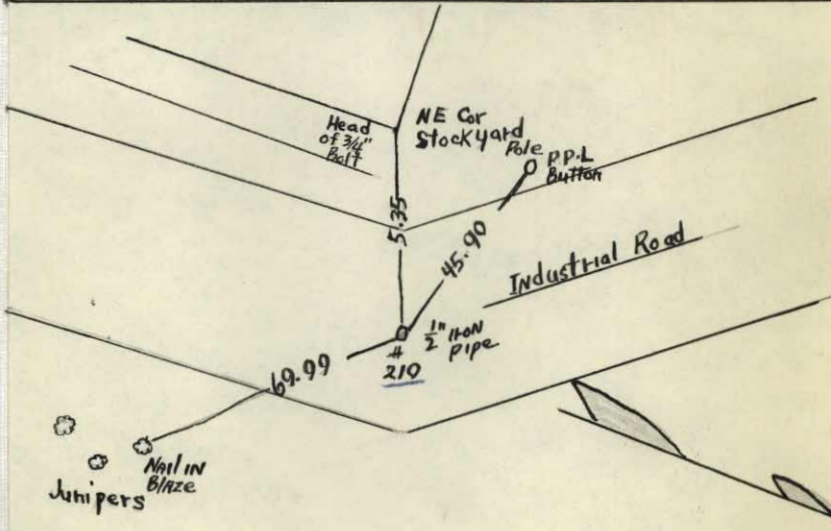 Head
of 3/4"
Bolt
NE Cor
Stockyard
Pole
P.P.L
Button
5.35
45.90
Industrial Road
1/2" Iron
pipe
#
210
69.99
Nail in
Blaze
Junipers